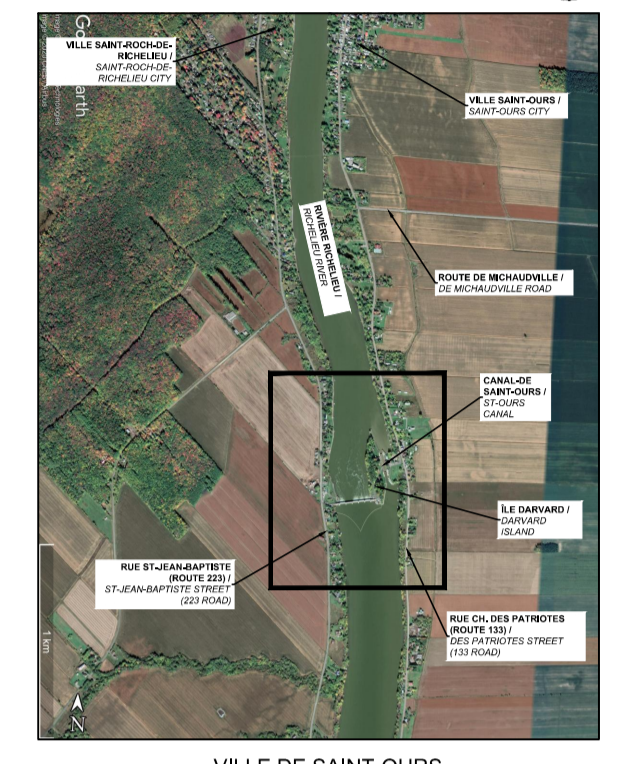 VILLE SAINT-ROCH-DE-
RICHELIEU /
SAINT-ROCH-DE-
RICHELIEU CITY
VILLE SAINT-OURS /
SAINT-OURS CITY
RIVIÈRE RICHELIEU /
RICHELIEU RIVER
ROUTE DE MICHAUDVILLE /
DE MICHAUDVILLE ROAD
CANAL-DE
SAINT-OURS /
ST-OURS
CANAL
ÎLE DARVARD /
DARVARD
ISLAND
RUE ST-JEAN-BAPTISTE
(ROUTE 223) /
ST-JEAN-BAPTISTE STREET
(223 ROAD)
RUE CH. DES PATRIOTES
(ROUTE 133) /
DES PATRIOTES STREET
(133 ROAD)
1 km
N
VILLE DE SAINT-OURS